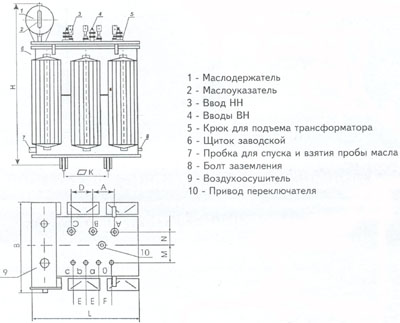 1 - Маслодержатель
2 - Маслоуказатель
3 - Ввод НН
4 - Вводы ВН
5 - Крюк для подъема трансформатора
6 - Щиток заводской
7 - Пробка для спуска и взятия пробы масла
8 - Болт заземления
9 - Воздухоосушитель
10 - Привод переключателя
1
2
3
4
5
6
H
7
8
К
D
A
C
B
A
N
M
10
B
9
c
b
a
0
E
E
F
L